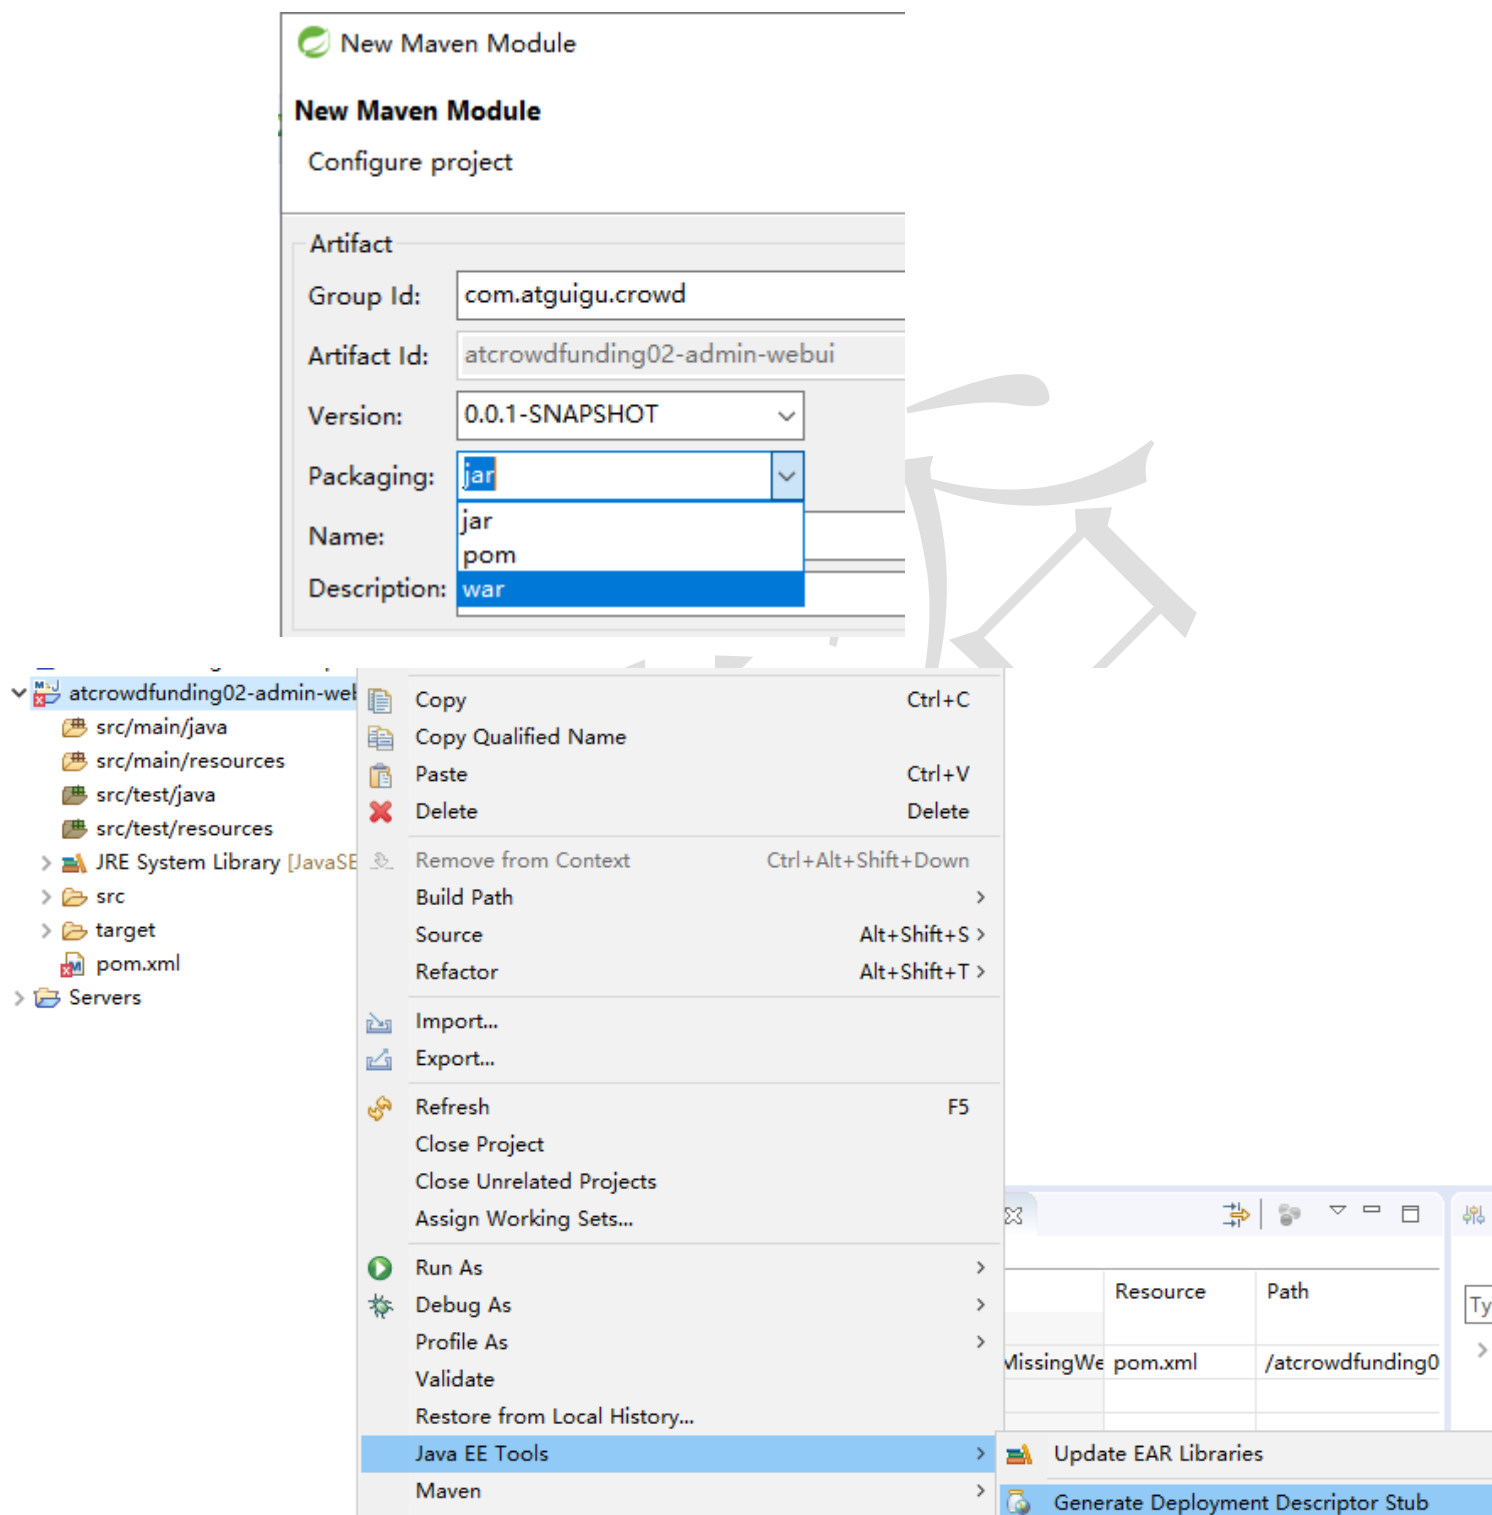 New Maven Module
New Maven Module
Configure project
Artifact
Group Id: com.atguigu.crowd
Artifact Id: atcrowdfunding02-admin-webui
Version: 0.0.1-SNAPSHOT
Packaging: jar
jar
pom
war
Name:
Description:
atcrowdfunding02-admin-we
src/main/java
src/main/resources
src/test/java
src/test/resources
JRE System Library [JavaSE
src
target
pom.xml
Servers
Copy Ctrl+C
Copy Qualified Name
Paste Ctrl+V
Delete Delete
Remove from Context Ctrl+Alt+Shift+Down
Build Path
Source Alt+Shift+S
Refactor Alt+Shift+T
Import...
Export...
Refresh F5
Close Project
Close Unrelated Projects
Assign Working Sets...
Run As
Debug As
Profile As
Validate
Restore from Local History...
Java EE Tools
Maven
Resource Path
Ty
MissingWe pom.xml /atcrowdfunding0
Update EAR Libraries
Generate Deployment Descriptor Stub